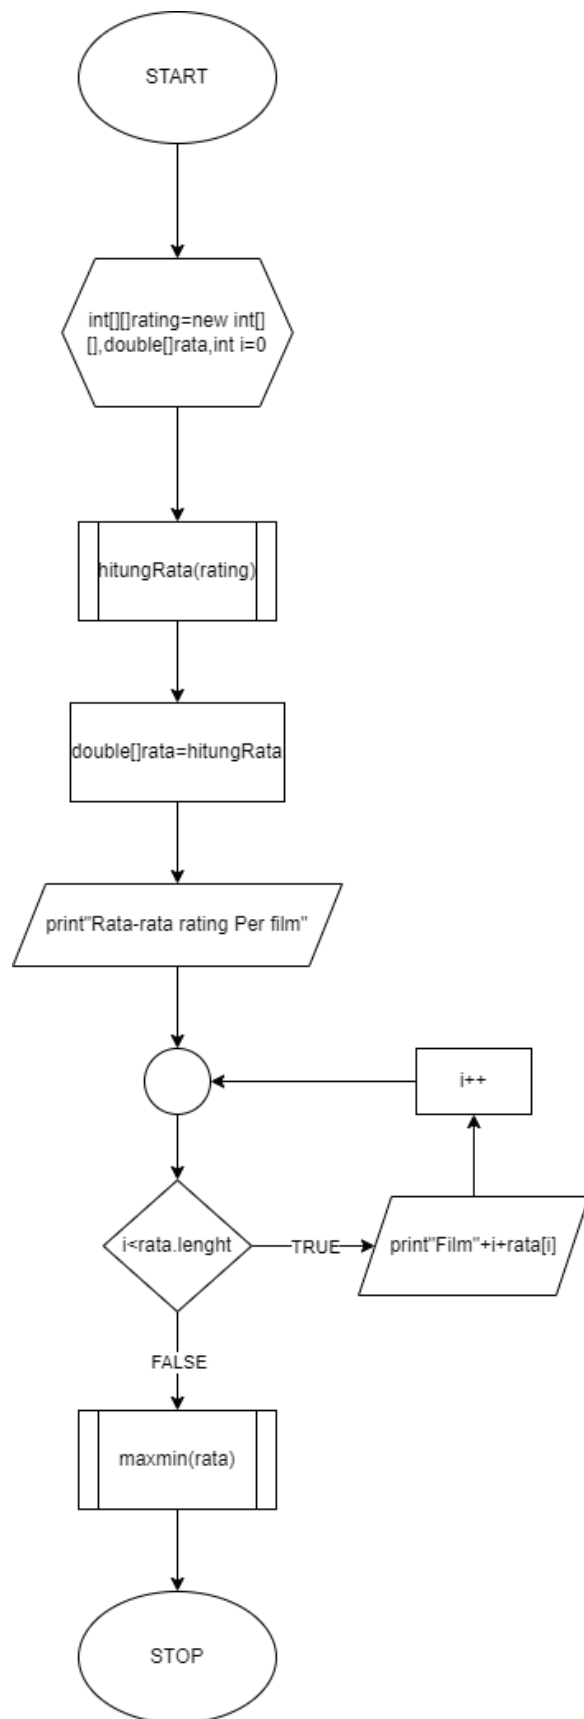 START
int[][]rating=new int[]
[],double[]rata,int i=0
hitungRata(rating)
double[]rata=hitungRata
print"Rata-rata rating Per film"
i++
i<rata.lenght
TRUE
print"Film"+i+rata[i]
FALSE
maxmin(rata)
STOP